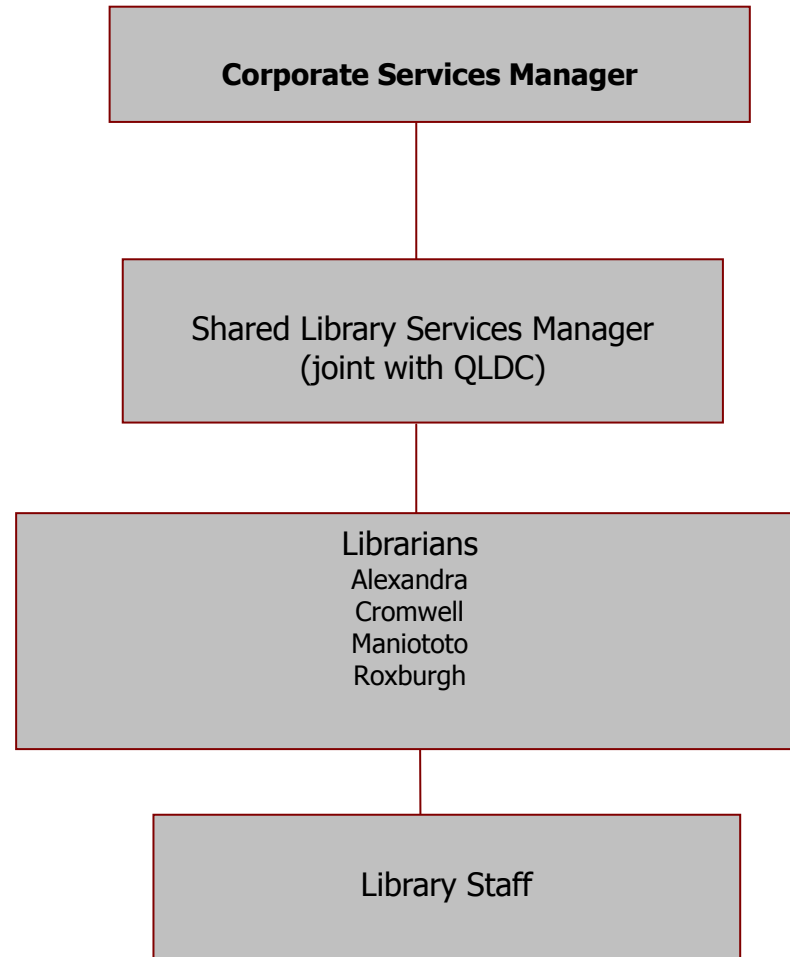 Corporate Services Manager
Shared Library Services Manager
(joint with QLDC)
Librarians
Alexandra
Cromwell
Maniototo
Roxburgh
Library Staff